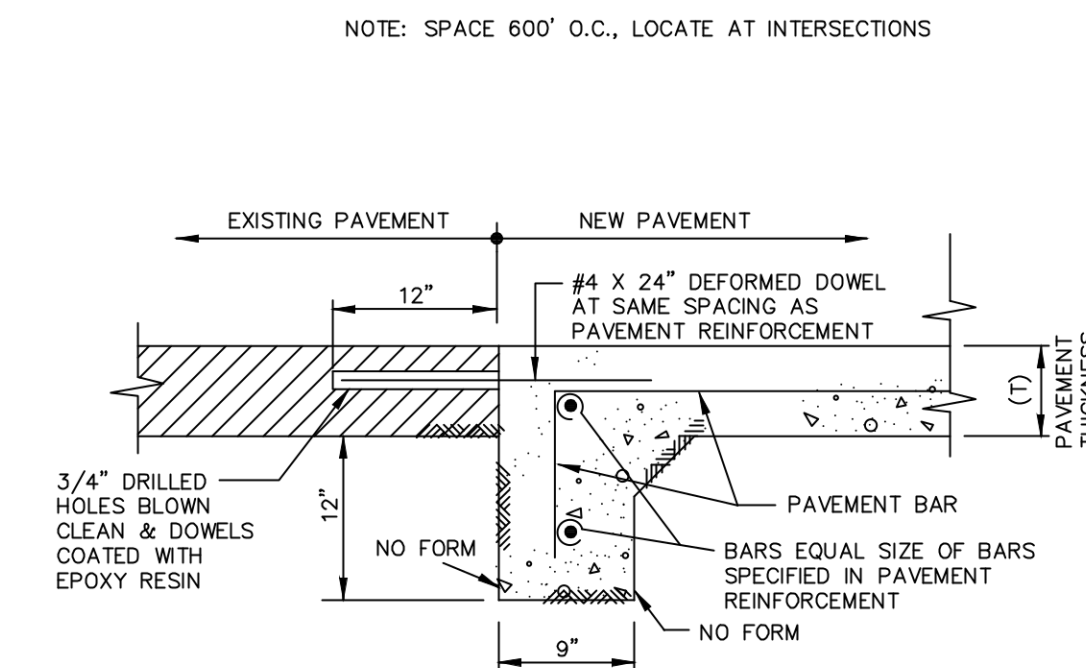 NOTE: SPACE 600' O.C., LOCATE AT INTERSECTIONS
EXISTING PAVEMENT
NEW PAVEMENT
12"
#4 X 24" DEFORMED DOWEL
AT SAME SPACING AS
PAVEMENT REINFORCEMENT
(T)
PAVEMENT
THICKNESS
3/4" DRILLED
HOLES BLOWN
CLEAN & DOWELS
COATED WITH
EPOXY RESIN
12"
NO FORM
PAVEMENT BAR
BARS EQUAL SIZE OF BARS
SPECIFIED IN PAVEMENT
REINFORCEMENT
NO FORM
9"